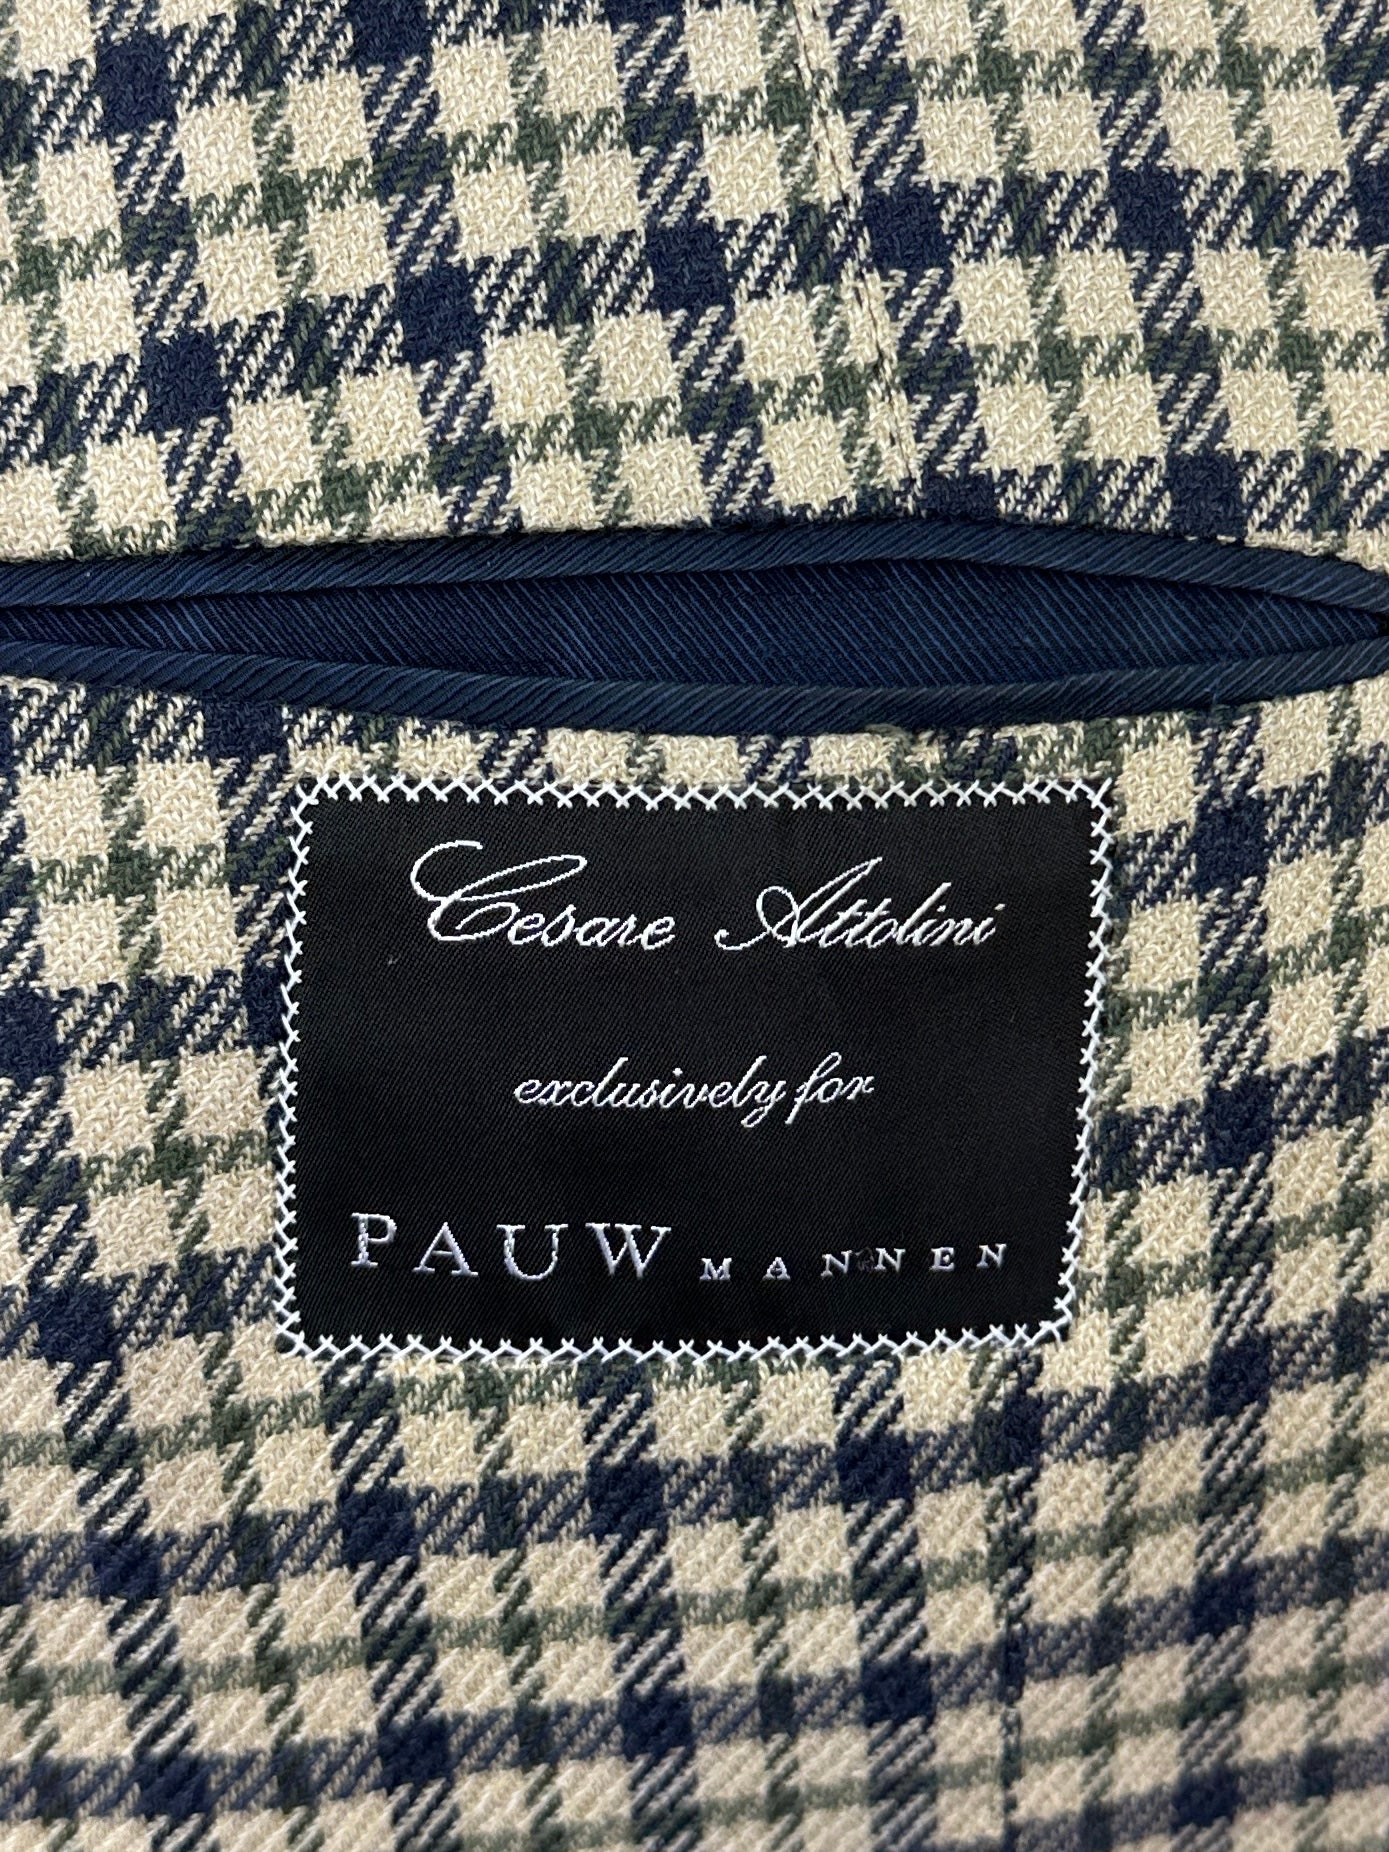 Cesare Attolini
exclusively for
PAUW MANNEN